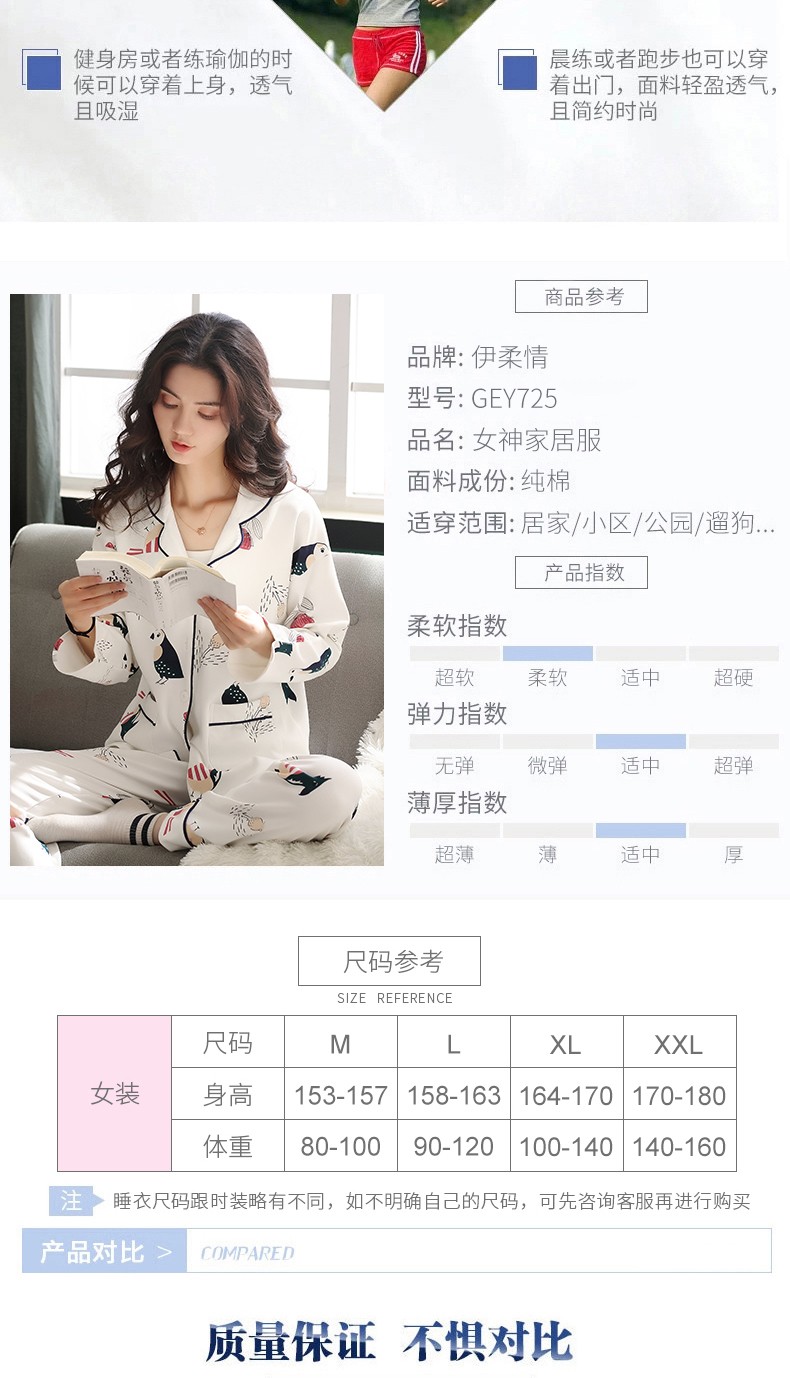 健身房或者练瑜伽的时
候可以穿着上身，透气
且吸湿
晨练或者跑步也可以穿
着出门，面料轻盈透气，
且简约时尚
商品参考
品牌: 伊柔情
型号: GEY725
品名: 女神家居服
面料成份: 纯棉
适穿范围: 居家/小区/公园/遛狗...
产品指数
柔软指数
超软 柔软 适中 超硬
弹力指数
无弹 微弹 适中 超弹
薄厚指数
超薄 薄 适中 厚
尺码参考
SIZE REFERENCE
女装
尺码 M L XL XXL
身高 153-157 158-163 164-170 170-180
体重 80-100 90-120 100-140 140-160
注 睡衣尺码跟时装略有不同，如不明确自己的尺码，可先咨询客服再进行购买
产品对比 > COMPARED
质量保证 不惧对比